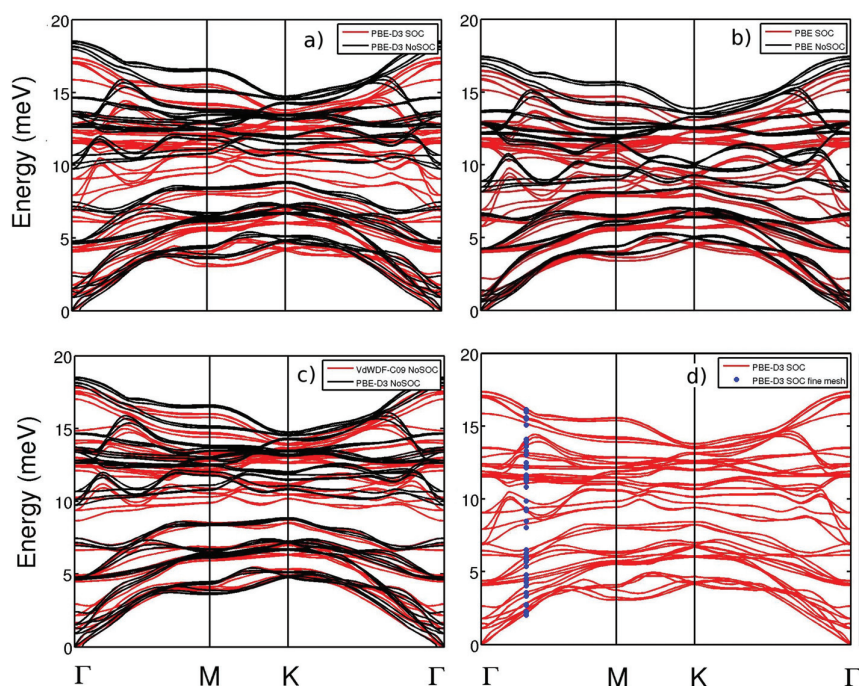 a)
PBE-D3 SOC
PBE-D3 NoSOC
Energy (meV)
20
15
10
5
0
b)
PBE SOC
PBE NoSOC
20
15
10
5
0
c)
VdWDF-C09 NoSOC
PBE-D3 NoSOC
Energy (meV)
20
15
10
5
0
Γ M K Γ
d)
PBE-D3 SOC
PBE-D3 SOC fine mesh
20
15
10
5
0
Γ M K Γ